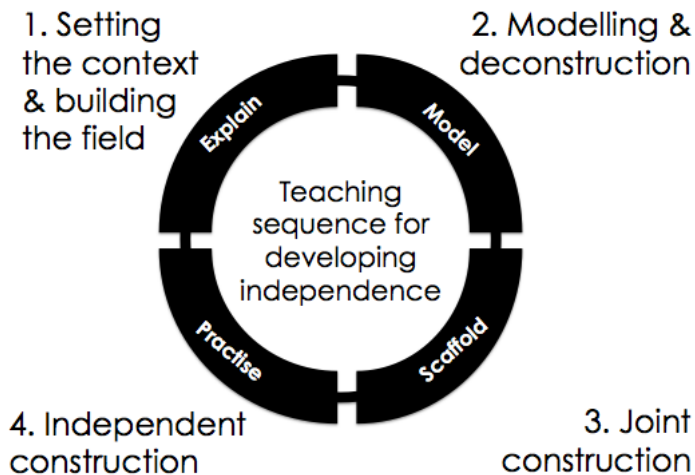 1. Setting
the context
& building
the field
Explain
2. Modelling &
deconstruction
Model
Teaching
sequence for
developing
independence
Scaffold
3. Joint
construction
Practise
4. Independent
construction